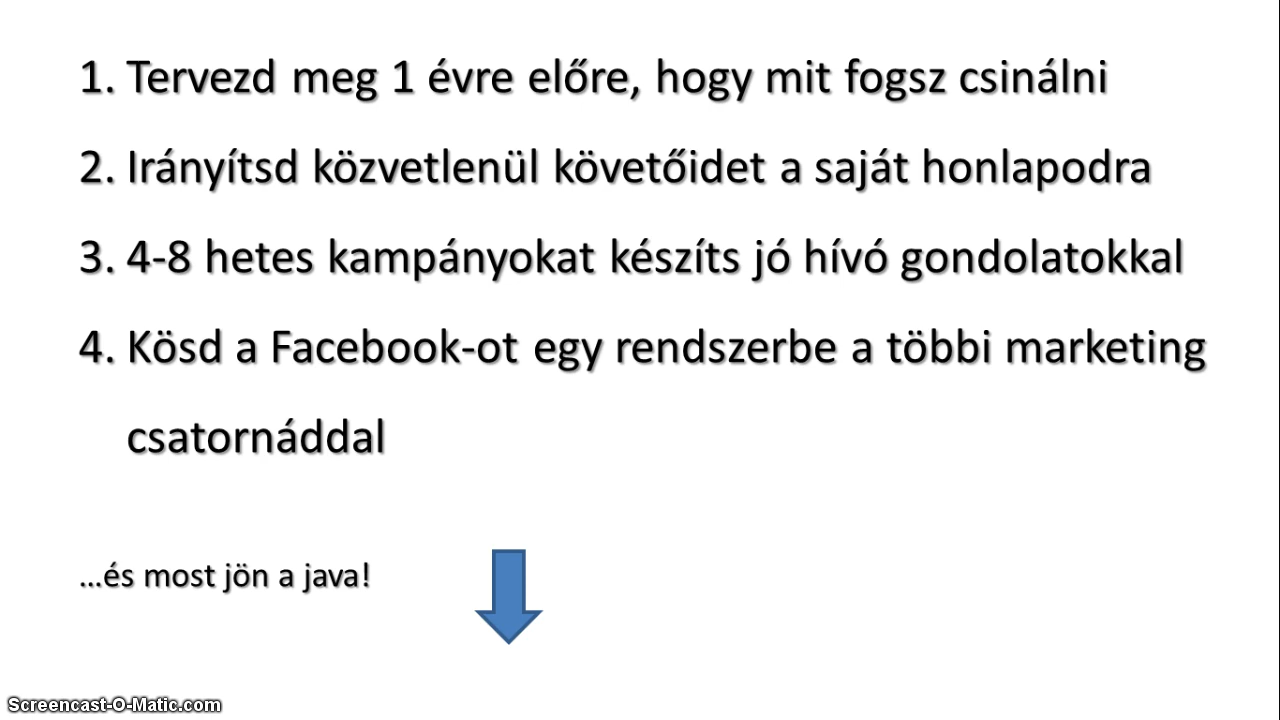 1. Tervezd meg 1 évre előre, hogy mit fogsz csinálni
2. Irányítsd közvetlenül követőidet a saját honlapodra
3. 4-8 hetes kampányokat készíts jó hívó gondolatokkal
4. Kösd a Facebook-ot egy rendszerbe a többi marketing
csatornáddal
...és most jön a java!
Screencast-O-Matic.com